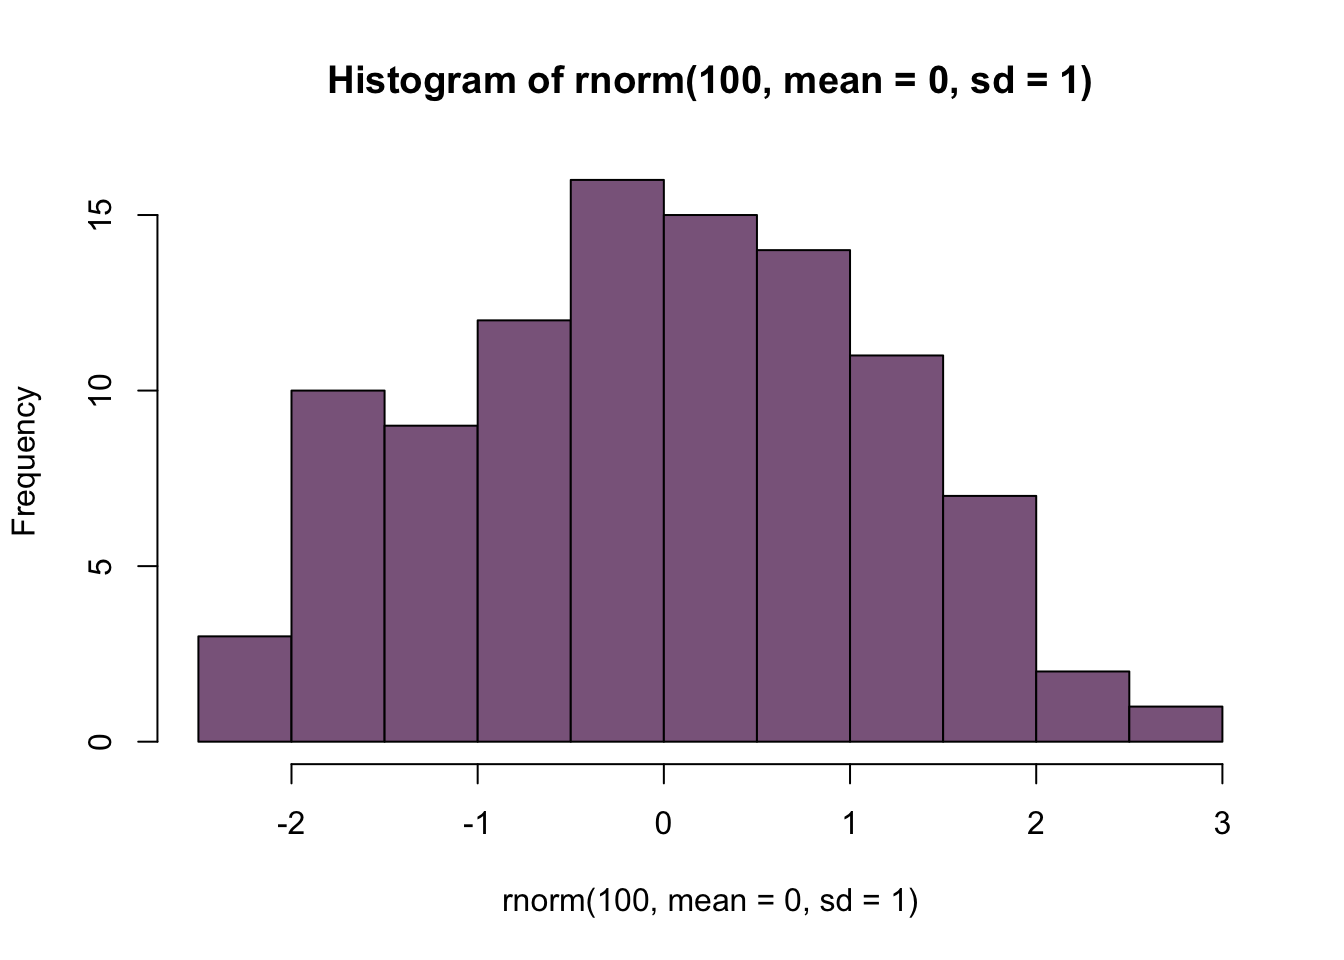 Histogram of rnorm(100, mean = 0, sd = 1)
Frequency
15
10
5
0
-2 -1 0 1 2 3
rnorm(100, mean = 0, sd = 1)